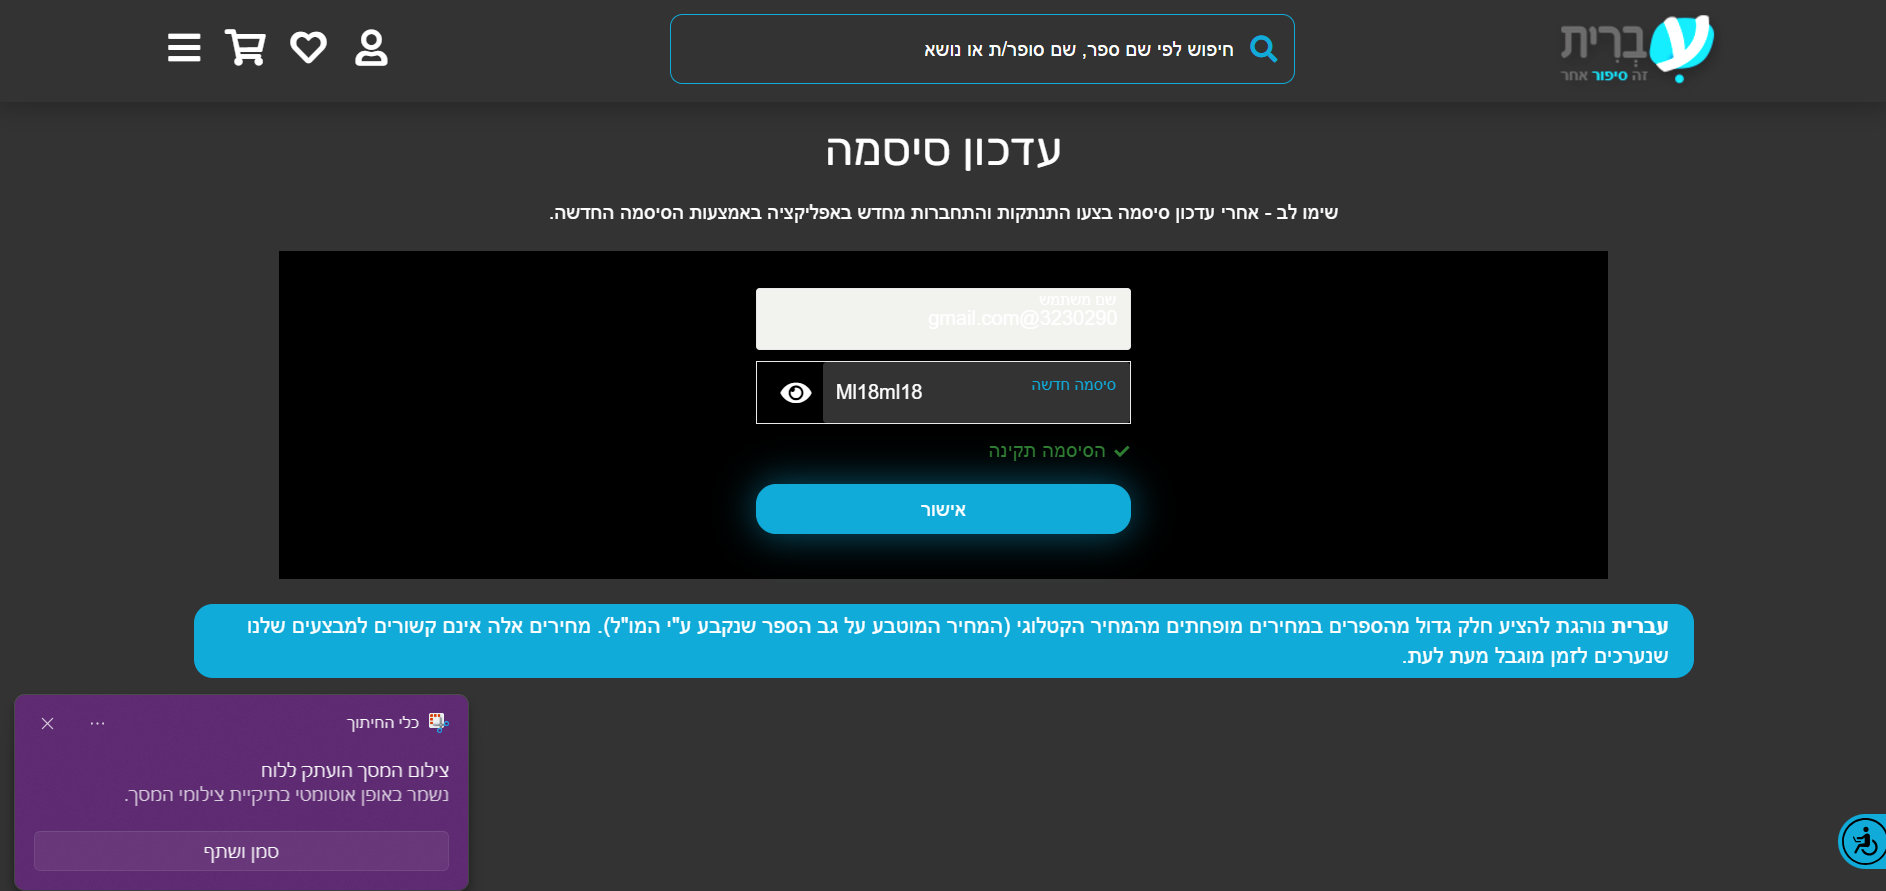 עִבְרִית
זה סיפור אחר
חיפוש לפי שם ספר, שם סופר/ת או נושא
עדכון סיסמה
שימו לב - אחרי עדכון סיסמה בצעו התנתקות והתחברות מחדש באפליקציה באמצעות הסיסמה החדשה.
שם משתמש
gmail.com@3230290
סיסמה חדשה
Ml18ml18
הסיסמה תקינה
אישור
עברית נוהגת להציע חלק גדול מהספרים במחירים מופחתים מהמחיר הקטלוגי (המחיר המוטבע על גב הספר שנקבע ע"י המו"ל). מחירים אלה אינם קשורים למבצעים שלנו
שנערכים לזמן מוגבל מעת לעת.
כלי החיתוך
צילום המסך הועתק ללוח
נשמר באופן אוטומטי בתיקיית צילומי המסך.
סמן ושתף